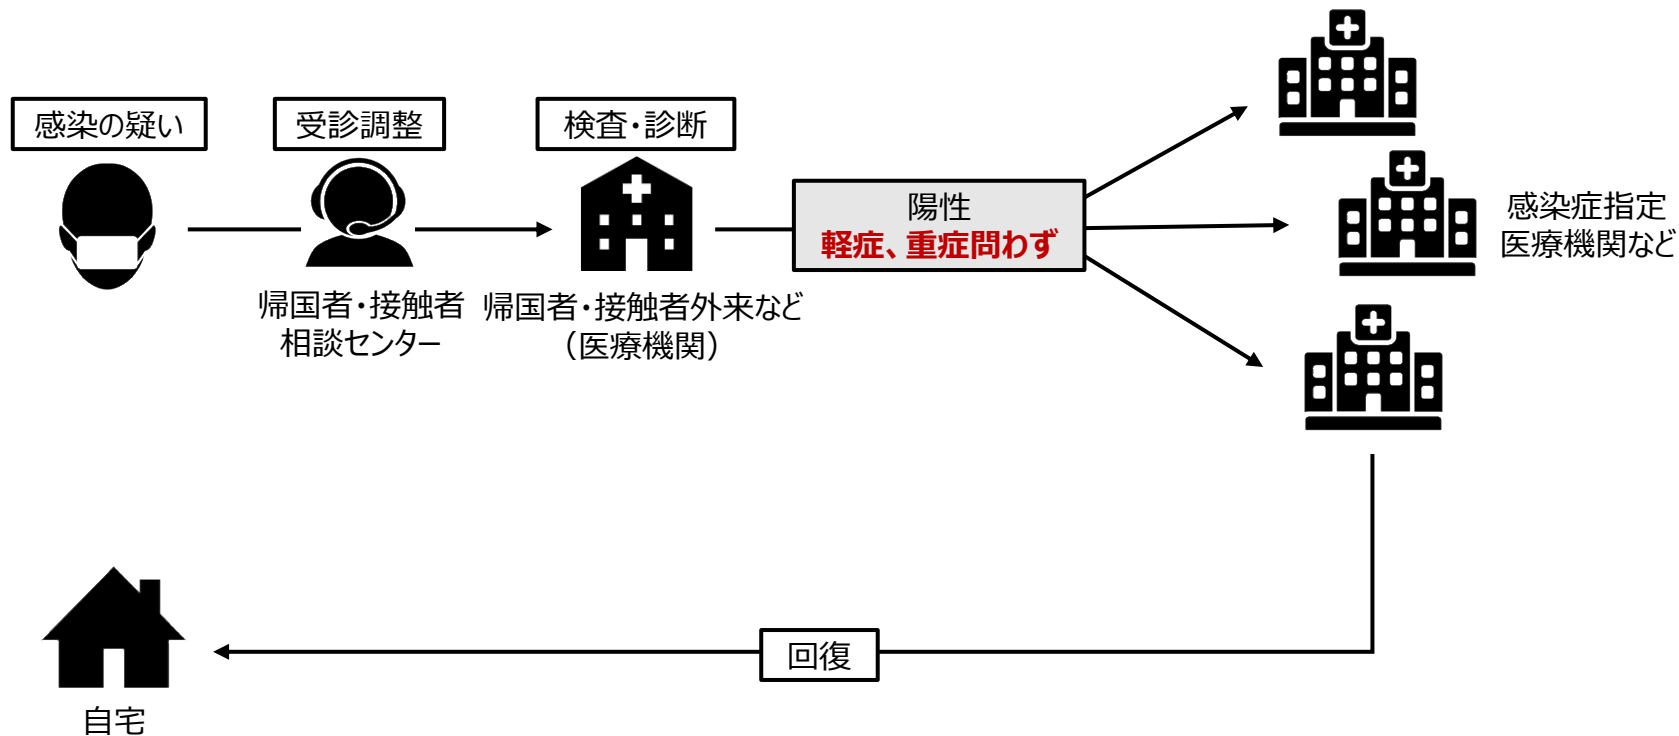 感染の疑い
受診調整
検査・診断
陽性
軽症、重症問わず
感染症指定
医療機関など
帰国者・接触者
相談センター
帰国者・接触者外来など
（医療機関）
回復
自宅